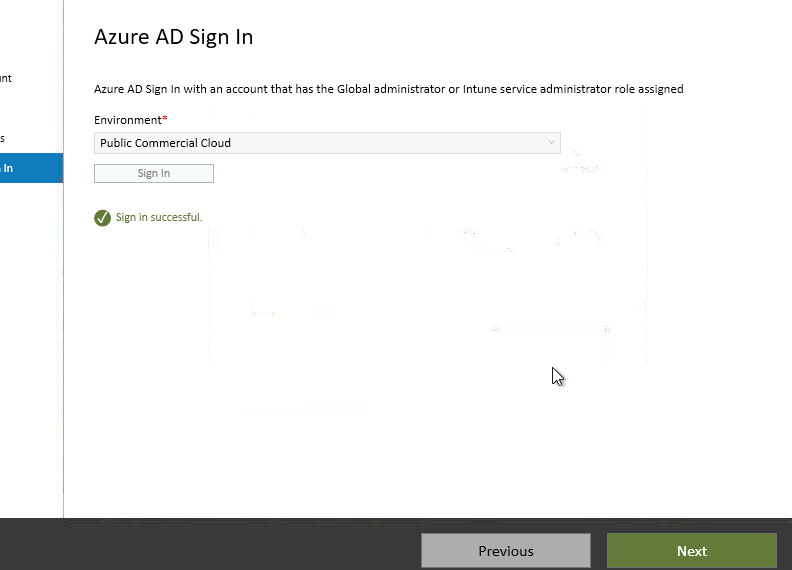 Azure AD Sign In
unt
Azure AD Sign In with an account that has the Global administrator or Intune service administrator role assigned
Environment*
s
Public Commercial Cloud
In
Sign In
Sign in successful.
Previous
Next